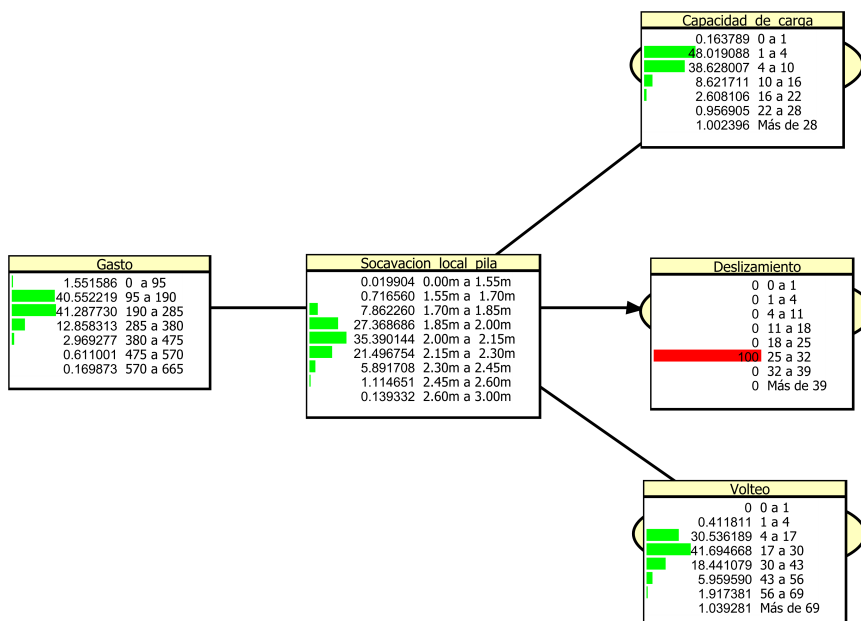 Capacidad de carga
0.163789 0 a 1
48.019088 1 a 4
38.628007 4 a 10
8.621711 10 a 16
2.608106 16 a 22
0.956905 22 a 28
1.002396 Más de 28
Gasto
1.551586 0 a 95
40.552219 95 a 190
41.287730 190 a 285
12.858313 285 a 380
2.969277 380 a 475
0.611001 475 a 570
0.169873 570 a 665
Socavacion local pila
0.019904 0.00m a 1.55m
0.716560 1.55m a 1.70m
7.862260 1.70m a 1.85m
27.368686 1.85m a 2.00m
35.390144 2.00m a 2.15m
21.496754 2.15m a 2.30m
5.891708 2.30m a 2.45m
1.114651 2.45m a 2.60m
0.139332 2.60m a 3.00m
Deslizamiento
0 0 a 1
0 1 a 4
0 4 a 11
0 11 a 18
0 18 a 25
100 25 a 32
0 32 a 39
0 Más de 39
Volteo
0 0 a 1
0.411811 1 a 4
30.536189 4 a 17
41.694668 17 a 30
18.441079 30 a 43
5.959590 43 a 56
1.917381 56 a 69
1.039281 Más de 69